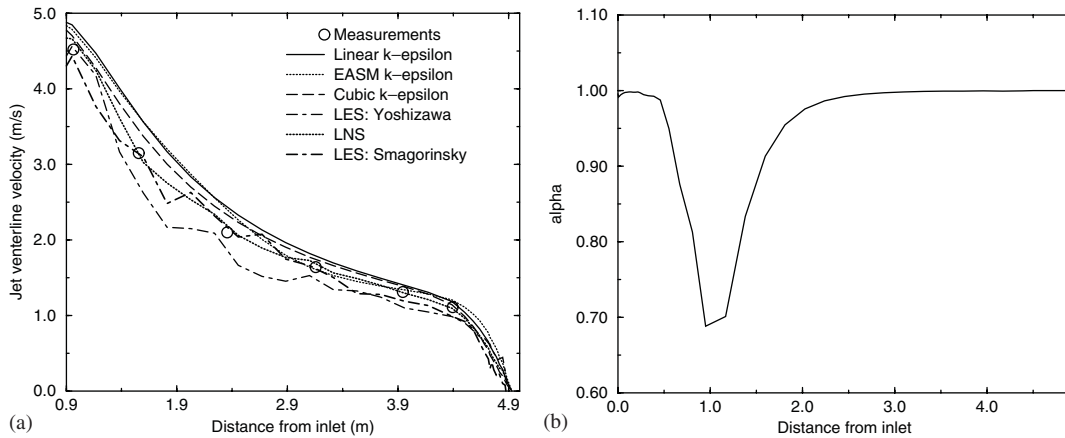 5.0
4.0
3.0
2.0
1.0
0.0
Jet venterline velocity (m/s)
Measurements
Linear k–epsilon
EASM k–epsilon
Cubic k–epsilon
LES: Yoshizawa
LNS
LES: Smagorinsky
0.9
1.9
2.9
3.9
4.9
Distance from inlet (m)
(a)
1.10
1.00
0.90
0.80
0.70
0.60
alpha
0.0
1.0
2.0
3.0
4.0
Distance from inlet
(b)